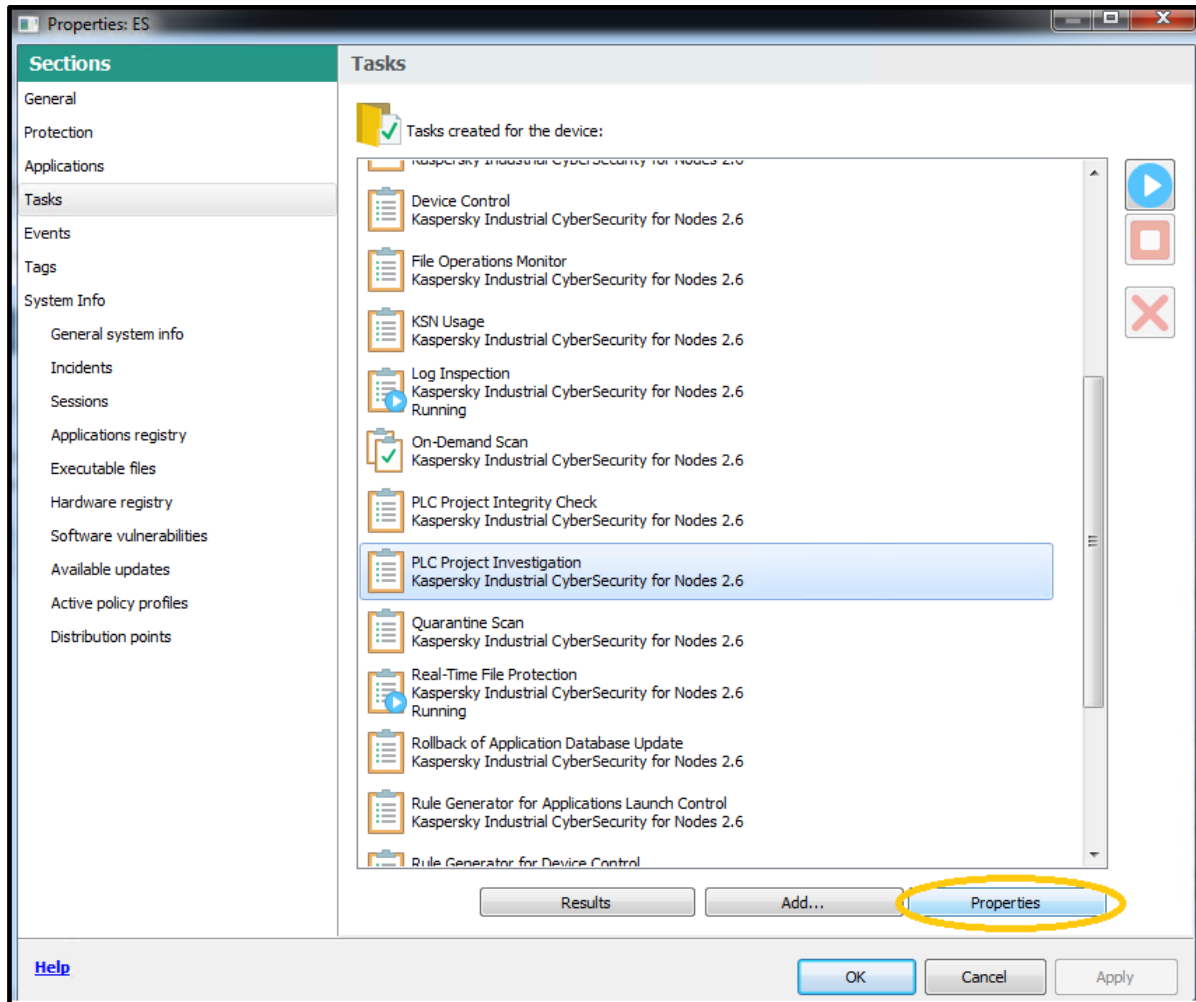 Properties: ES
Sections
General
Protection
Applications
Tasks
Events
Tags
System Info
General system info
Incidents
Sessions
Applications registry
Executable files
Hardware registry
Software vulnerabilities
Available updates
Active policy profiles
Distribution points
Help
Tasks
Tasks created for the device:
Kaspersky Industrial CyberSecurity for Nodes 2.6
Device Control
Kaspersky Industrial CyberSecurity for Nodes 2.6
File Operations Monitor
Kaspersky Industrial CyberSecurity for Nodes 2.6
KSN Usage
Kaspersky Industrial CyberSecurity for Nodes 2.6
Log Inspection
Kaspersky Industrial CyberSecurity for Nodes 2.6
Running
On-Demand Scan
Kaspersky Industrial CyberSecurity for Nodes 2.6
PLC Project Integrity Check
Kaspersky Industrial CyberSecurity for Nodes 2.6
PLC Project Investigation
Kaspersky Industrial CyberSecurity for Nodes 2.6
Quarantine Scan
Kaspersky Industrial CyberSecurity for Nodes 2.6
Real-Time File Protection
Kaspersky Industrial CyberSecurity for Nodes 2.6
Running
Rollback of Application Database Update
Kaspersky Industrial CyberSecurity for Nodes 2.6
Rule Generator for Applications Launch Control
Kaspersky Industrial CyberSecurity for Nodes 2.6
Rule Generator for Device Control
Results
Add...
Properties
OK
Cancel
Apply